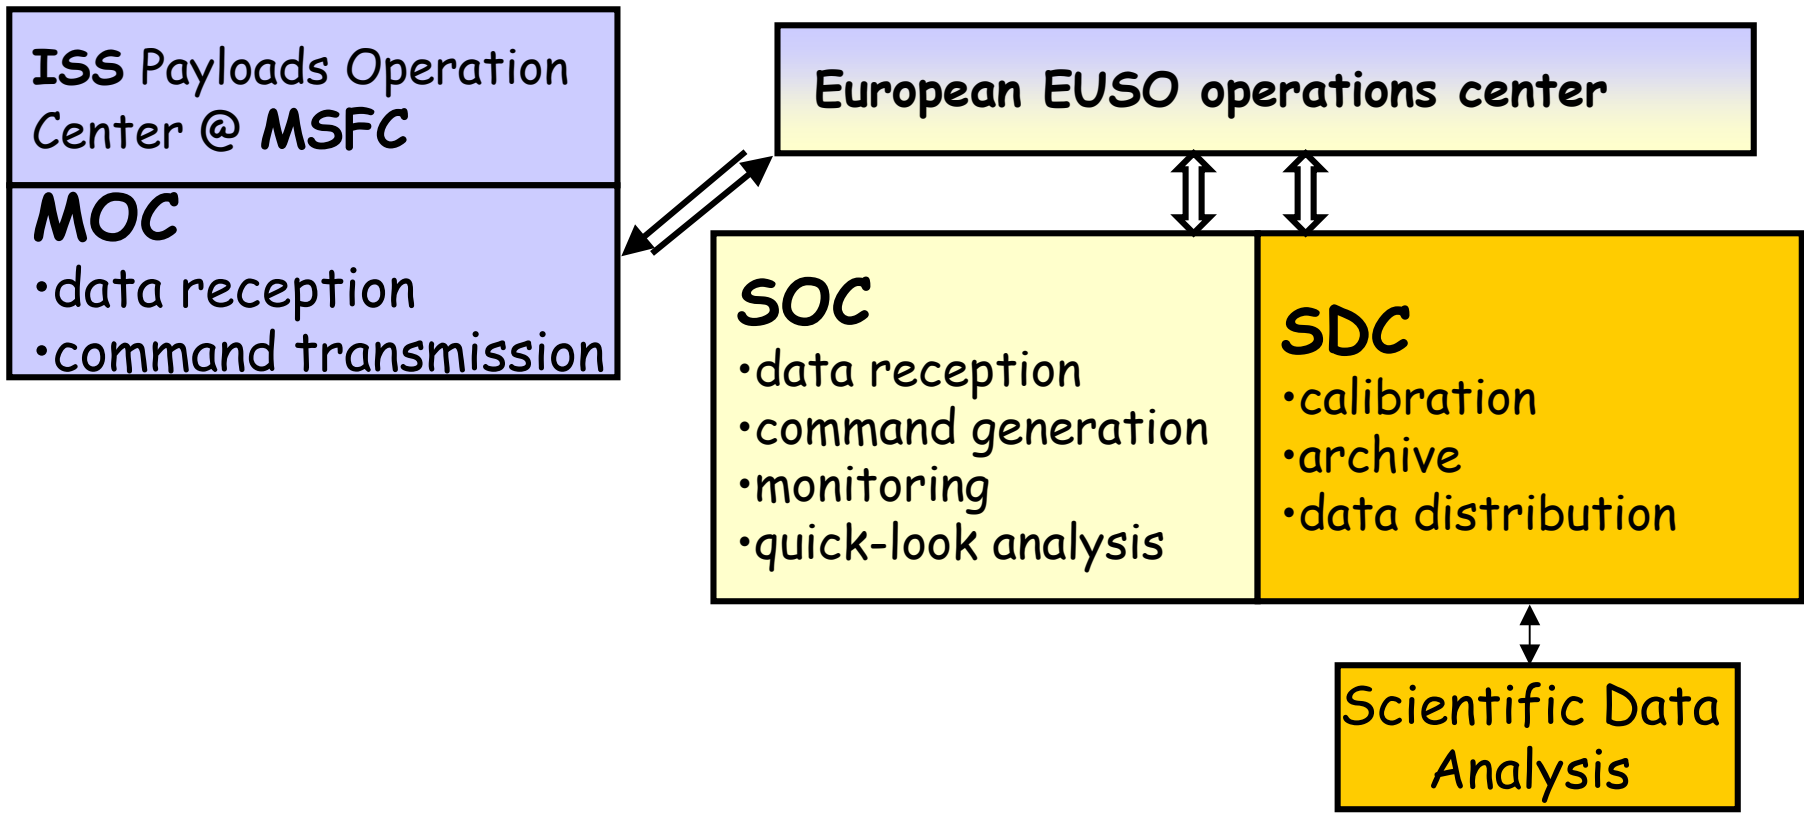 ISS Payloads Operation
Center @ MSFC
MOC
•data reception
•command transmission
European EUSO operations center
SOC
•data reception
•command generation
•monitoring
•quick-look analysis
SDC
•calibration
•archive
•data distribution
Scientific Data
Analysis